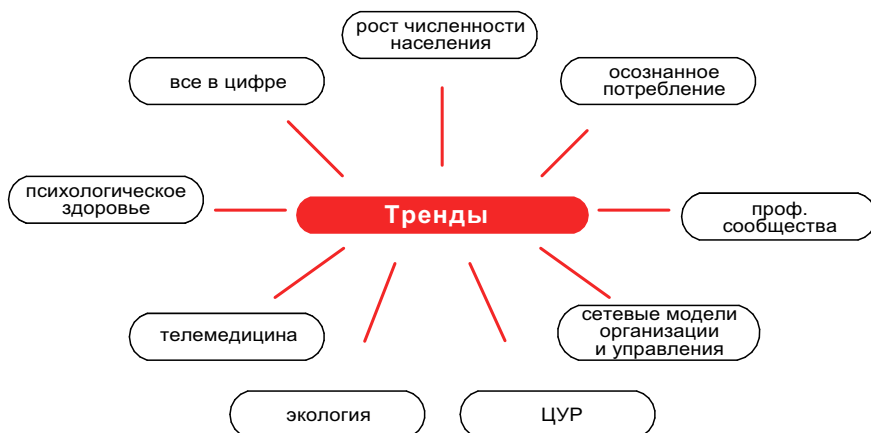 рост численности
населения
все в цифре
осознанное
потребление
психологическое
здоровье
Тренды
проф.
сообщества
телемедицина
сетевые модели
организации
и управления
экология
ЦУР